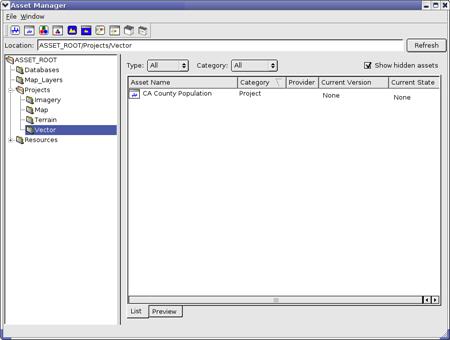 Asset Manager
File Window
Location: ASSET_ROOT/Projects/Vector Refresh
ASSET_ROOT
Databases
Map_Layers
Projects
Imagery
Map
Terrain
Vector
Resources
Type: All Category: All Show hidden assets
Asset Name Category Provider Current Version Current State
CA County Population Project None None
List Preview